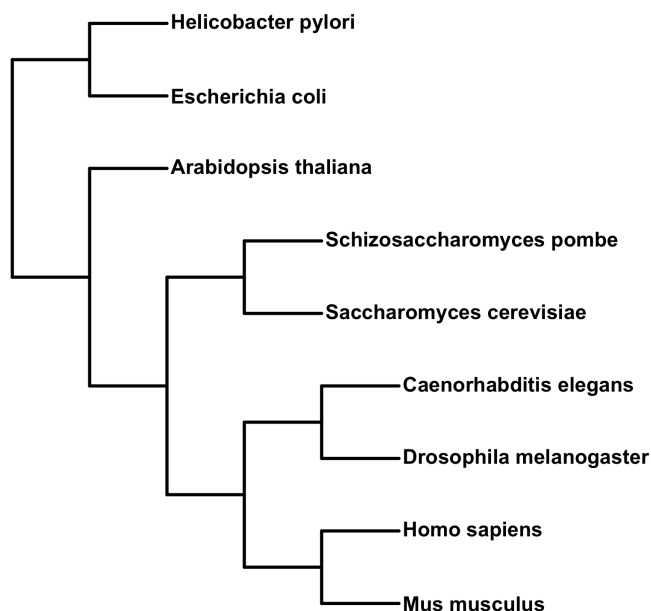 Helicobacter pylori
Escherichia coli
Arabidopsis thaliana
Schizosaccharomyces pombe
Saccharomyces cerevisiae
Caenorhabditis elegans
Drosophila melanogaster
Homo sapiens
Mus musculus